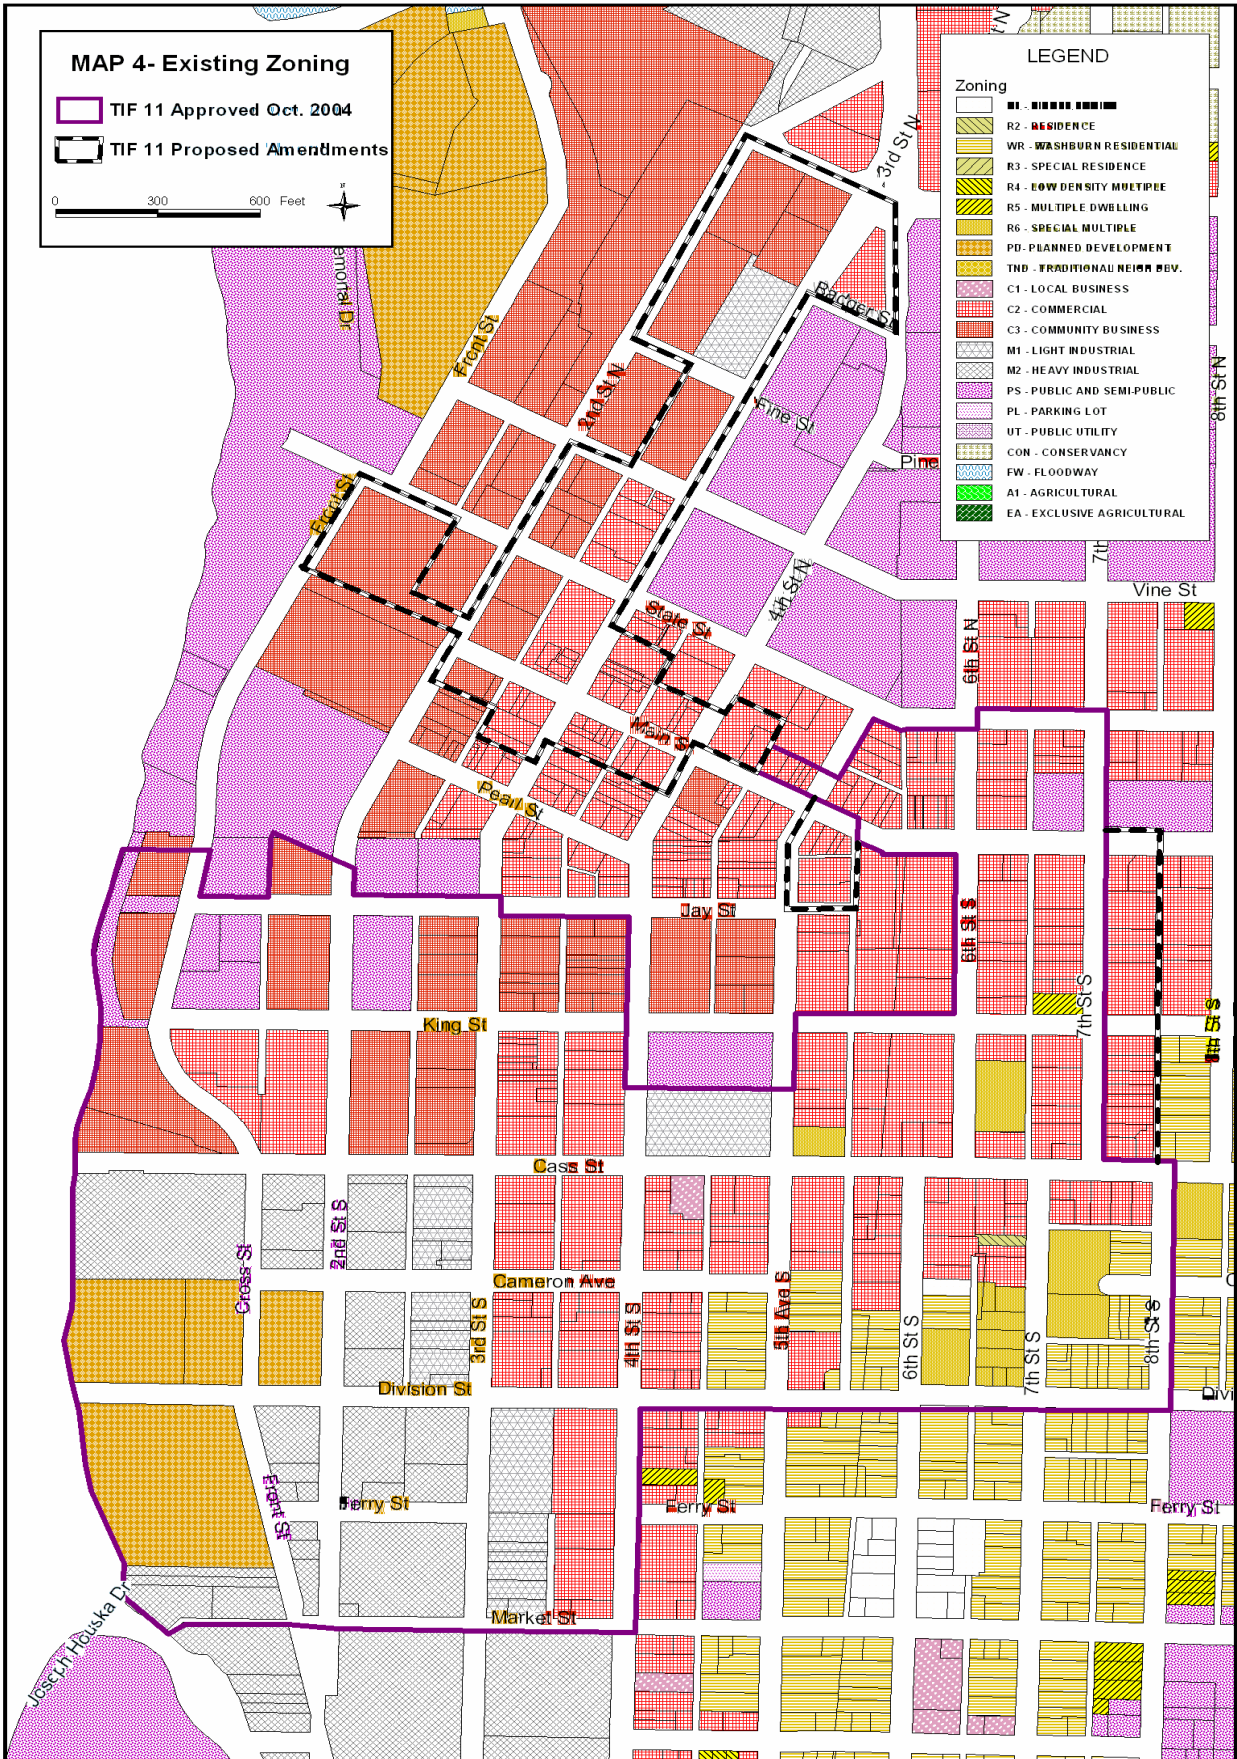 MAP 4- Existing Zoning
TIF 11 Approved Oct. 2004
TIF 11 Proposed Amendments
0 300 600 Feet
N
LEGEND
Zoning
R2 - RESIDENCE
WR - WASHBURN RESIDENTIAL
R3 - SPECIAL RESIDENCE
R4 - LOW DENSITY MULTIPLE
R5 - MULTIPLE DWELLING
R6 - SPECIAL MULTIPLE
PD- PLANNED DEVELOPMENT
TND - TRADITIONAL NEIGH DEV.
C1 - LOCAL BUSINESS
C2 - COMMERCIAL
C3 - COMMUNITY BUSINESS
M1 - LIGHT INDUSTRIAL
M2 - HEAVY INDUSTRIAL
PS - PUBLIC AND SEMI-PUBLIC
PL - PARKING LOT
UT - PUBLIC UTILITY
CON - CONSERVANCY
FW - FLOODWAY
A1 - AGRICULTURAL
EA - EXCLUSIVE AGRICULTURAL
3rd St N
emorial Dr
Front St
2nd St N
Badger St
8th St N
Pine St
Pine
Front St
7th
Vine St
4th St N
State St
6th St N
Main St
Pearl St
Jay St
6th St S
7th St S
8th St S
King St
Cass St
2nd St S
Cross St
Cameron Ave
3rd St S
4th St S
5th Ave S
6th St S
7th St S
8th St S
Division St
Divi
Front St
Ferry St
Ferry St
Ferry St
Market St
Joseph Houska Dr